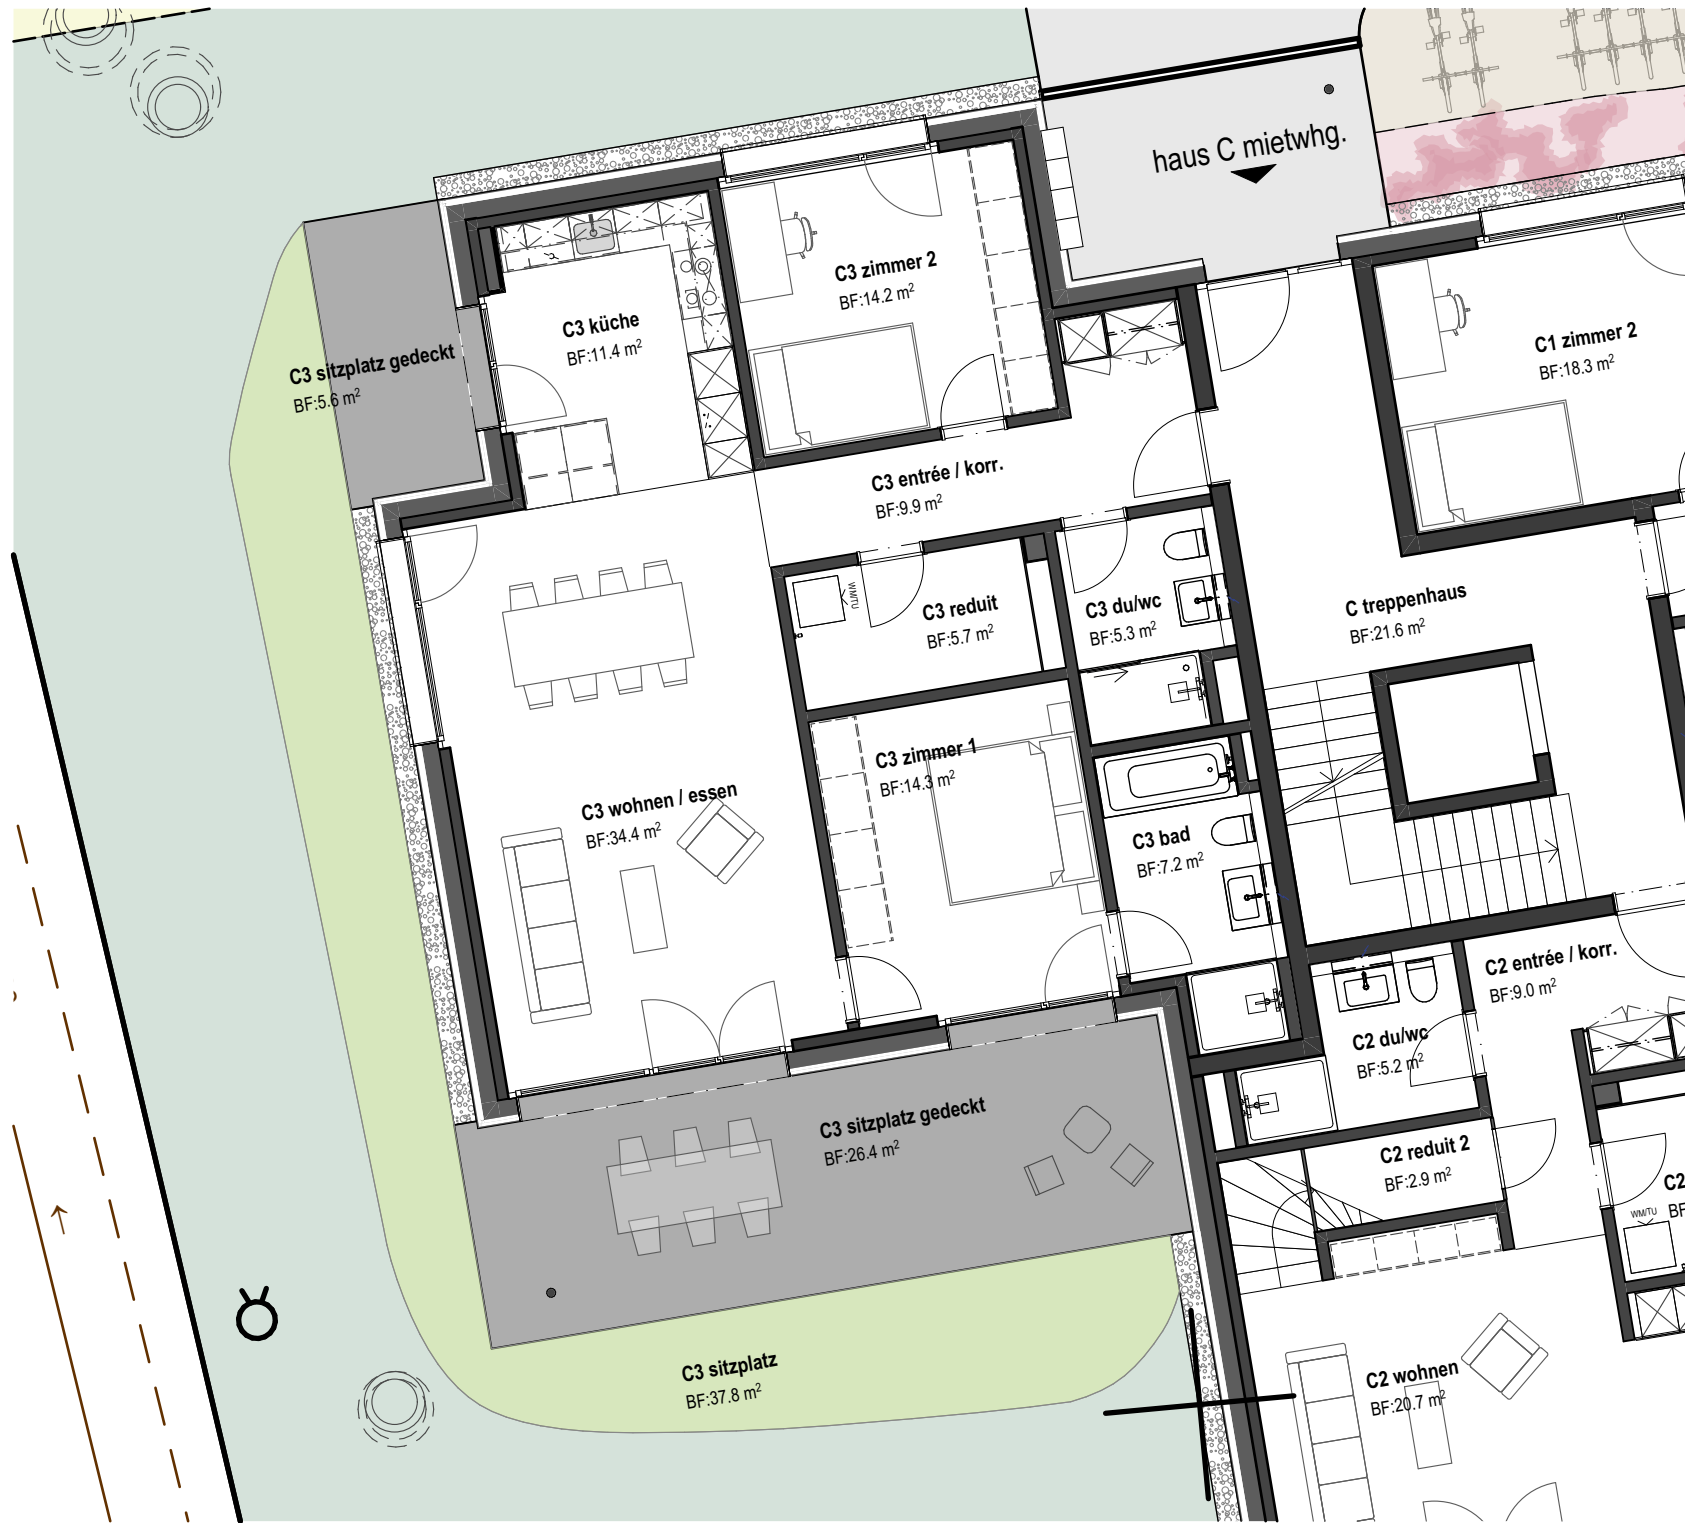 haus C mietwhg.
C3 zimmer 2
BF:14.2 m²
C3 küche
BF:11.4 m²
C1 zimmer 2
BF:18.3 m²
C3 sitzplatz gedeckt
BF:5.6 m²
C3 entrée / korr.
BF:9.9 m²
WM/TU
C3 reduit
BF:5.7 m²
C3 du/wc
BF:5.3 m²
C treppenhaus
BF:21.6 m²
C3 zimmer 1
BF:14.3 m²
C3 wohnen / essen
BF:34.4 m²
C3 bad
BF:7.2 m²
C2 entrée / korr.
BF:9.0 m²
C2 du/wc
BF:5.2 m²
C3 sitzplatz gedeckt
BF:26.4 m²
C2 reduit 2
BF:2.9 m²
C2
BF
WM/TU
C3 sitzplatz
BF:37.8 m²
C2 wohnen
BF:20.7 m²